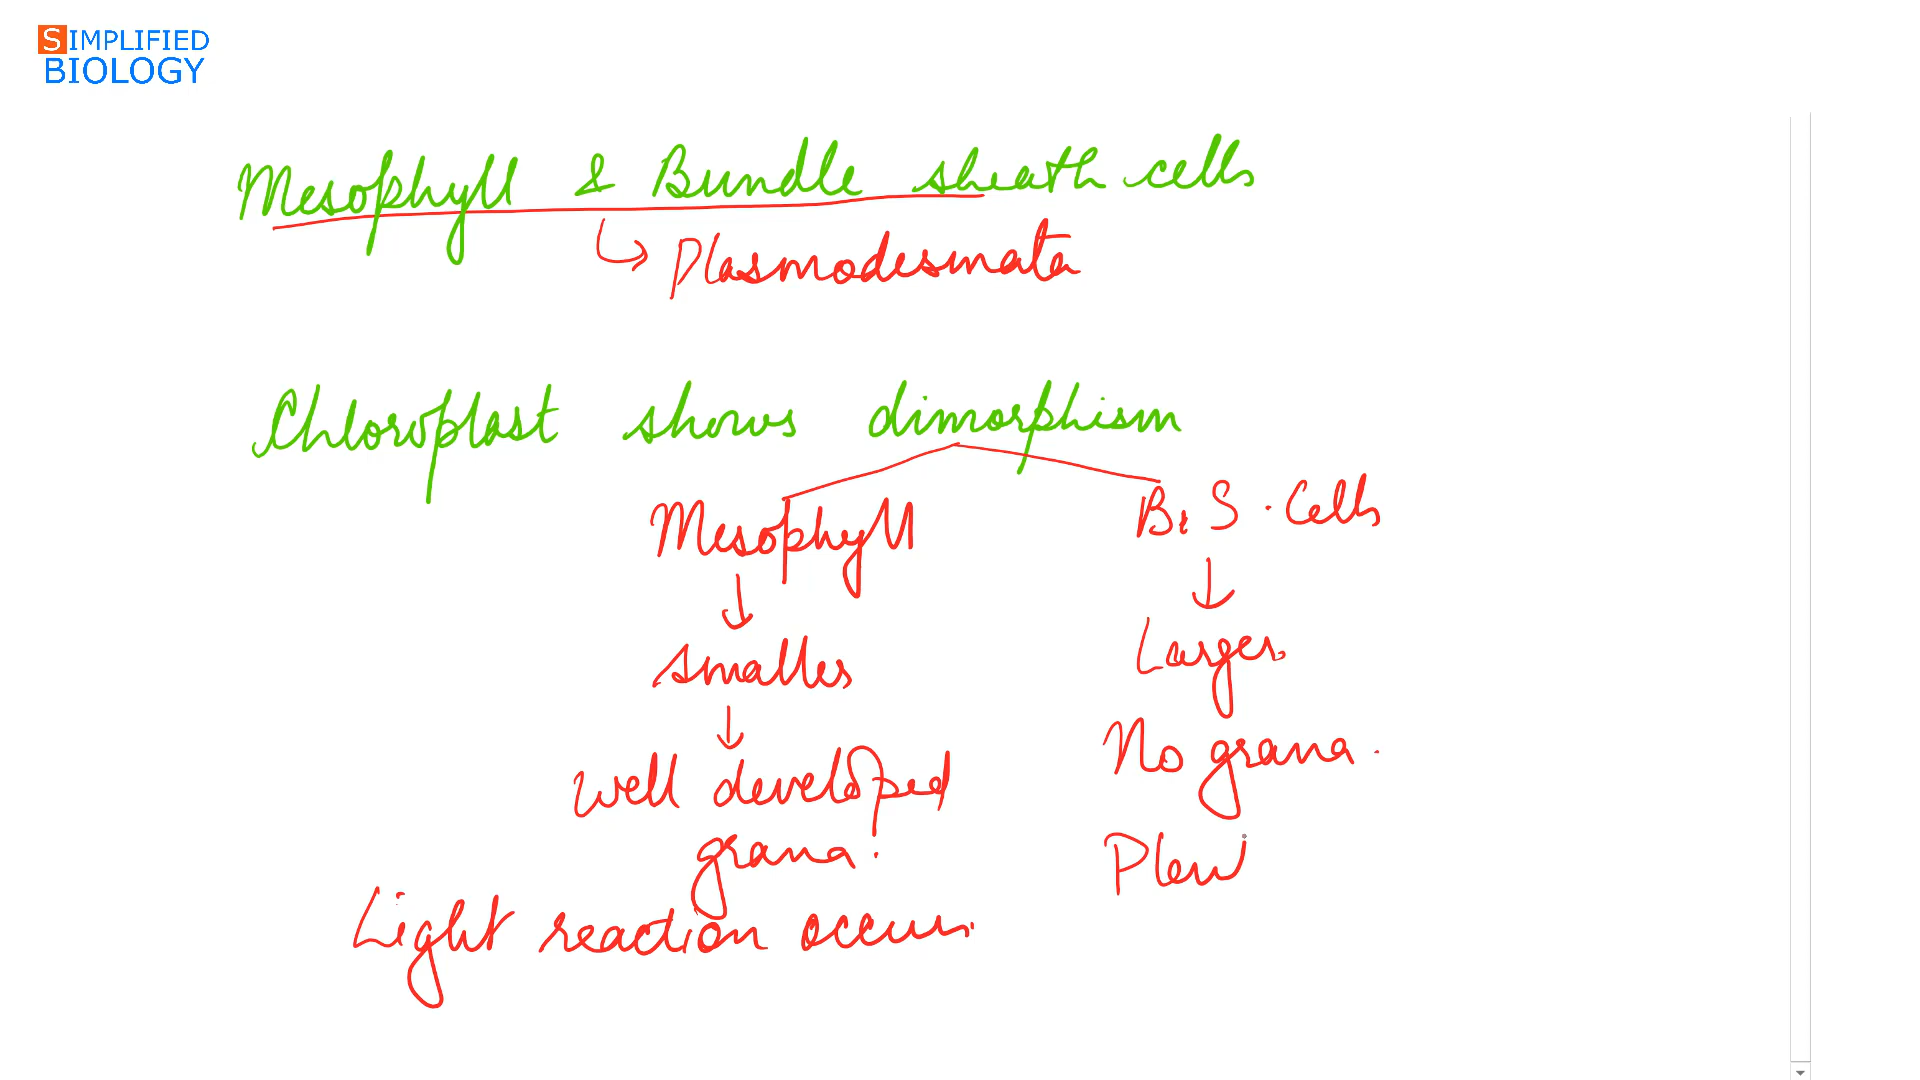 SIMPLIFIED
BIOLOGY
Mesophyll & Bundle sheath cells
Plasmodesmata
Chloroplast shows dimorphism
Mesophyll
B. S. Cells
smaller
Larger
well developed
grana.
No grana.
Light reaction occurs.